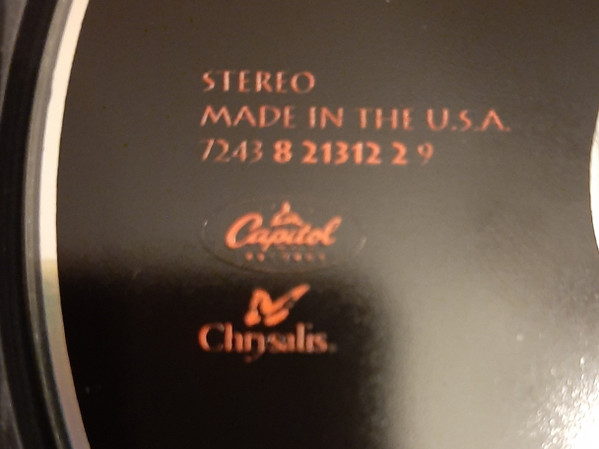 STEREO
MADE IN THE U.S.A.
7243 8 21312 2 9
Capitol
Chrysalis.